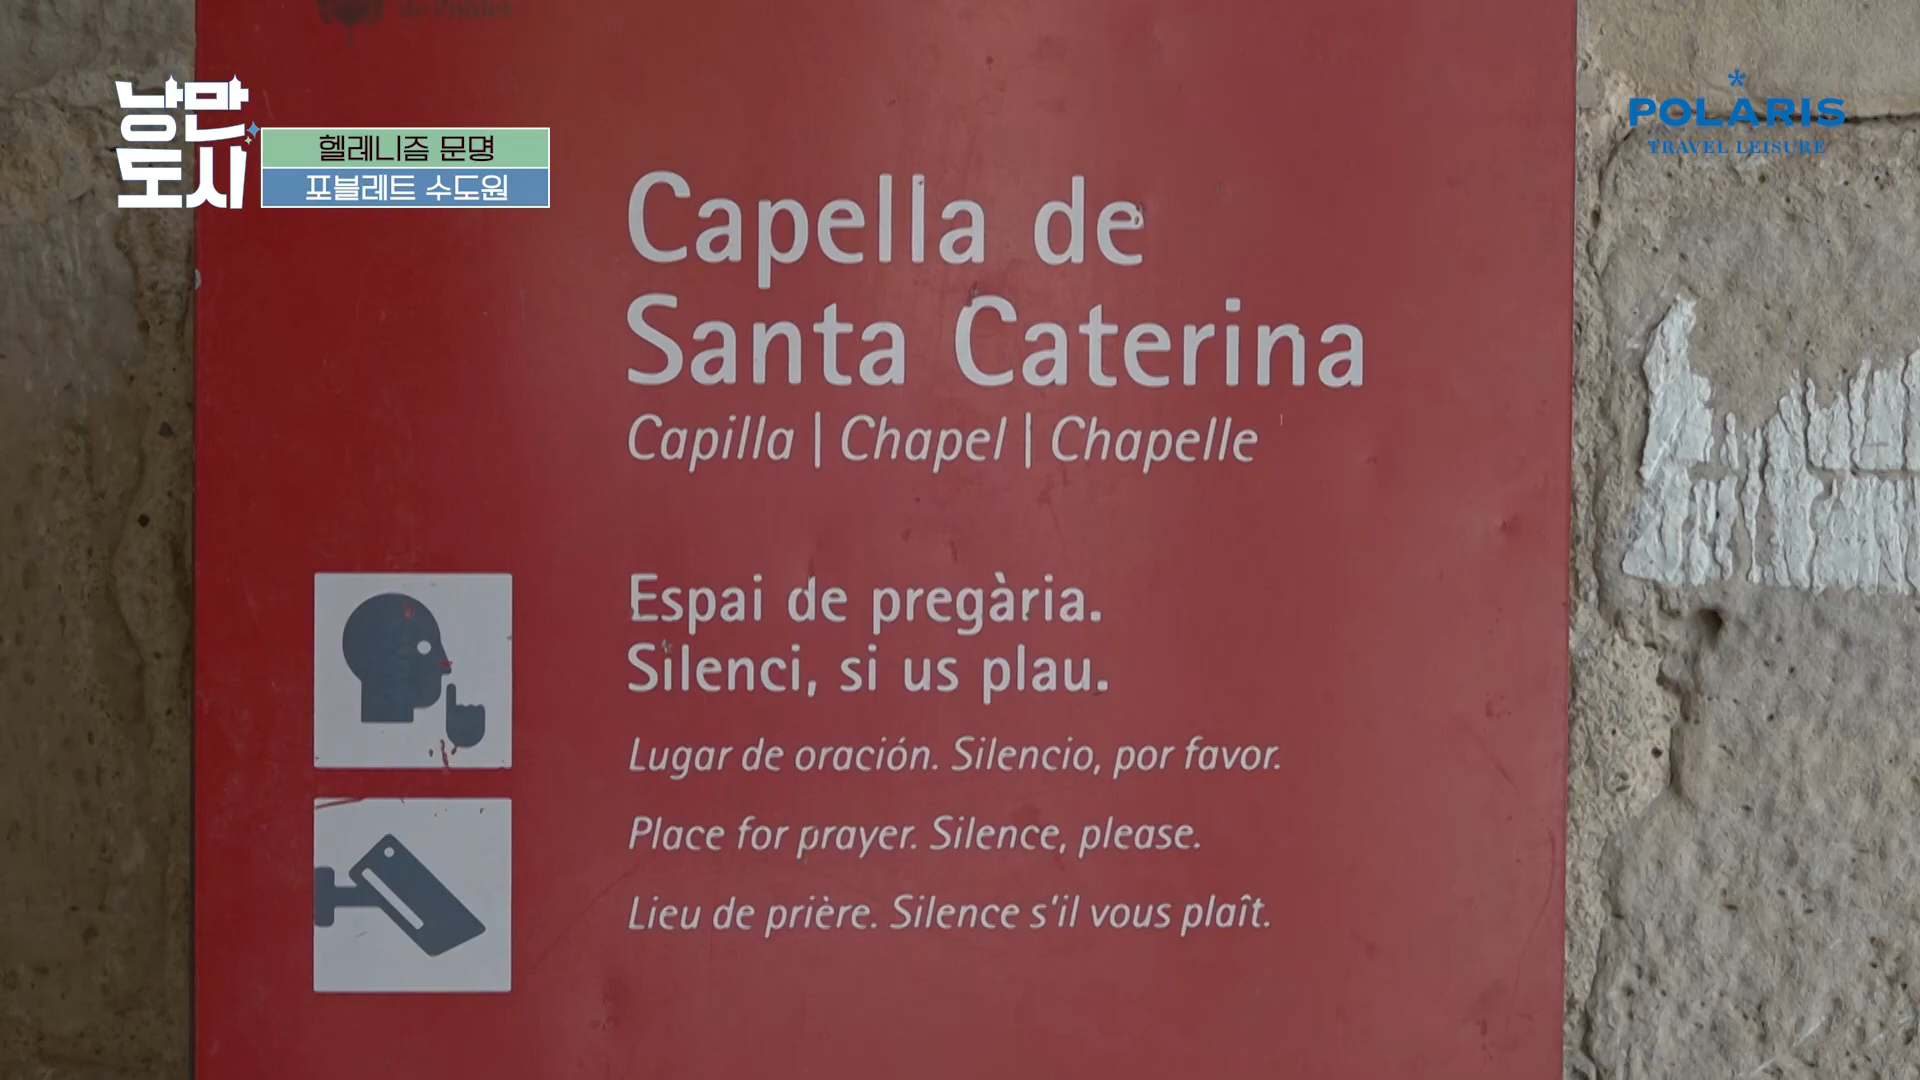 de Poblet
낭만
도시
헬레니즘 문명
포블레트 수도원
POLARIS
TRAVEL LEISURE
Capella de
Santa Caterina
Capilla | Chapel | Chapelle
Espai de pregària.
Silenci, si us plau.
Lugar de oración. Silencio, por favor.
Place for prayer. Silence, please.
Lieu de prière. Silence s'il vous plaît.